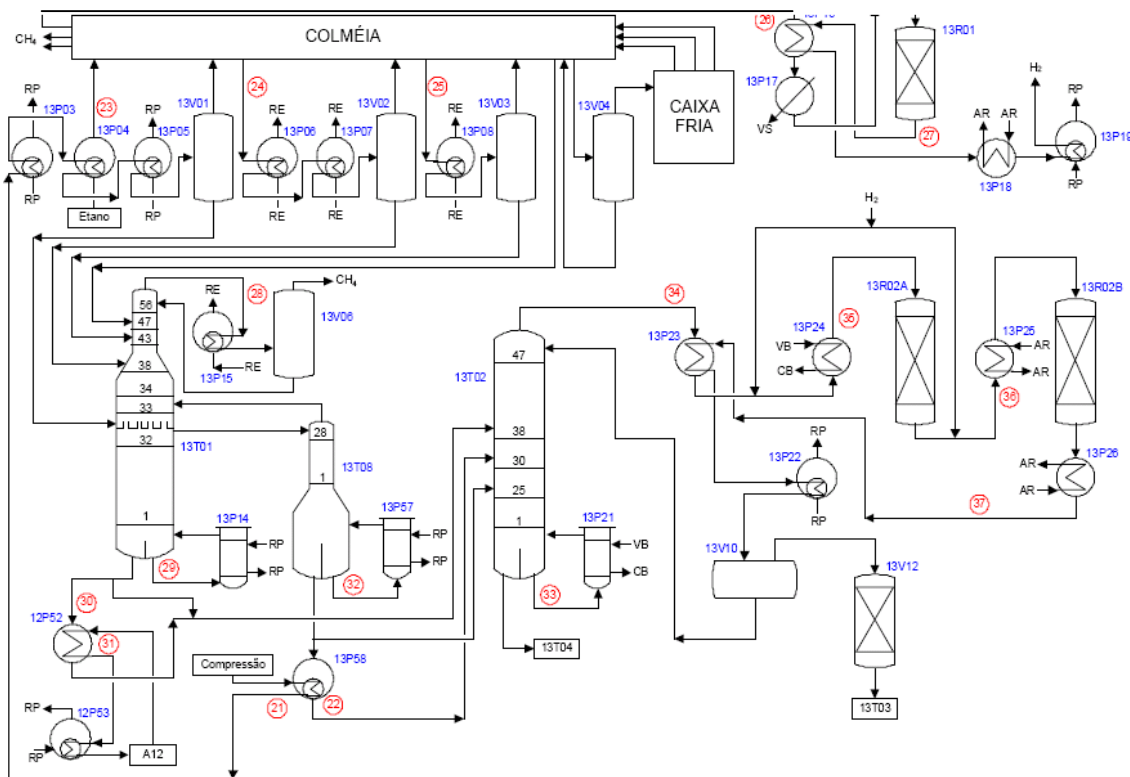 COLMÉIA
CH₄
26
13R01
13P17
VS
CAIXA
FRIA
27
H₂
RP
13P19
AR
AR
13P18
RP
RP
13P03
23
13P04
RP
13P05
13V01
24
RE
13P06
RE
13P07
13V02
25
RE
13P08
13V03
13V04
RP
Etano
RP
RE
RE
RE
H₂
56
47
43
38
34
33
32
1
13T01
28
RE
13P15
RE
CH₄
13V06
28
1
13T08
13P14
RP
RP
29
13P57
RP
RP
32
47
38
30
25
1
13T02
34
13P23
13P24
VB
CB
35
13R02A
13P25
AR
AR
36
13R02B
13P26
AR
AR
37
RP
13P22
RP
13P21
VB
CB
33
13V10
13V12
13T04
13T03
30
12P52
31
Compressão
13P58
21
22
RP
12P53
RP
A12